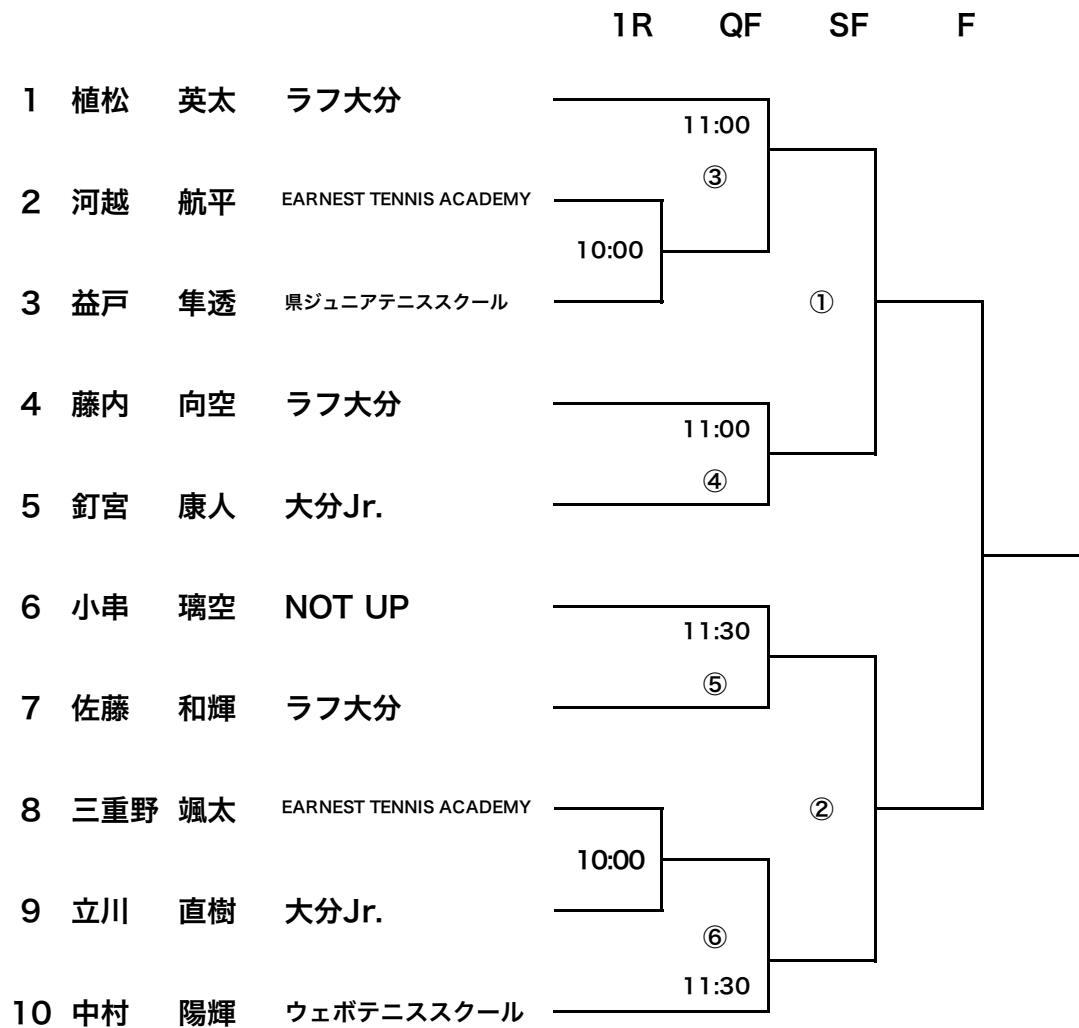 1R QF SF F
1 植松 英太 ラフ大分
11:00
③
2 河越 航平 EARNEST TENNIS ACADEMY
10:00
3 益戸 隼透 県ジュニアテニススクール
①
4 藤内 向空 ラフ大分
11:00
④
5 釘宮 康人 大分Jr.
6 小串 璃空 NOT UP
11:30
⑤
7 佐藤 和輝 ラフ大分
8 三重野 颯太 EARNEST TENNIS ACADEMY
②
10:00
9 立川 直樹 大分Jr.
⑥
11:30
10 中村 陽輝 ウェボテニススクール